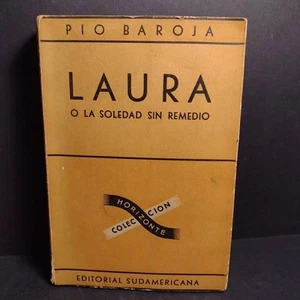 PIO BAROJA
LAURA
O LA SOLEDAD SIN REMEDIO
HORIZONTE
COLECCION
EDITORIAL SUDAMERICANA